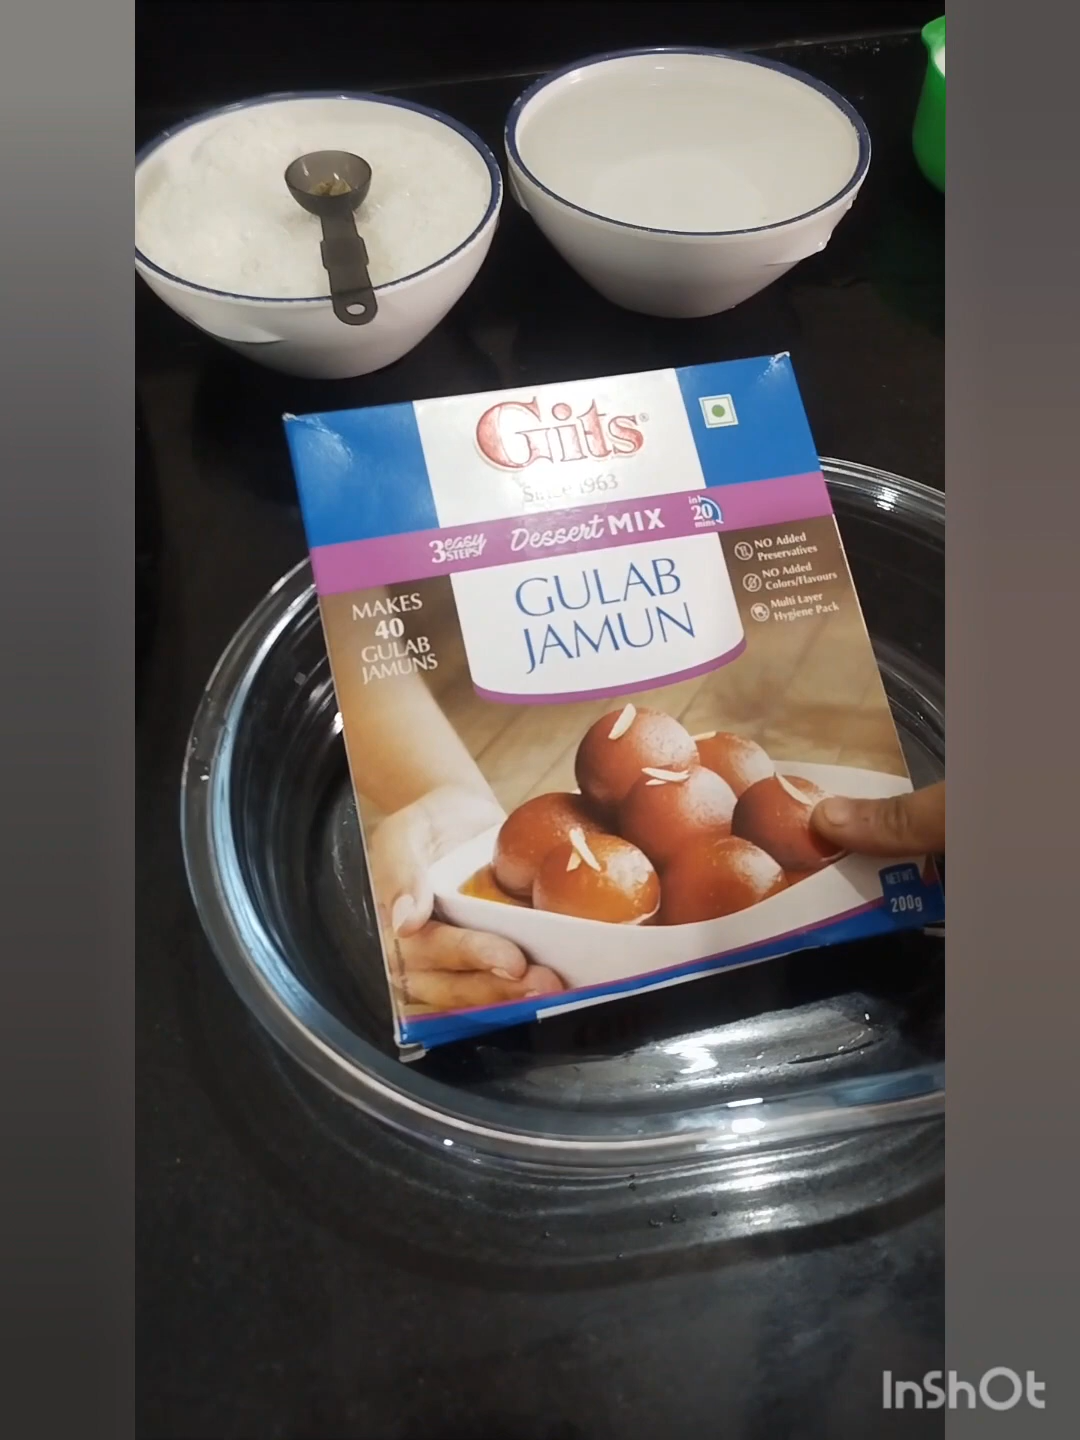 Gits®
Since 1963
3 easy STEPS!
Dessert MIX
in 20 mins
GULAB
JAMUN
MAKES
40
GULAB
JAMUNS
NO Added
Preservatives
NO Added
Colors/Flavours
Multi Layer
Hygiene Pack
NET WT.
200g
InShOt